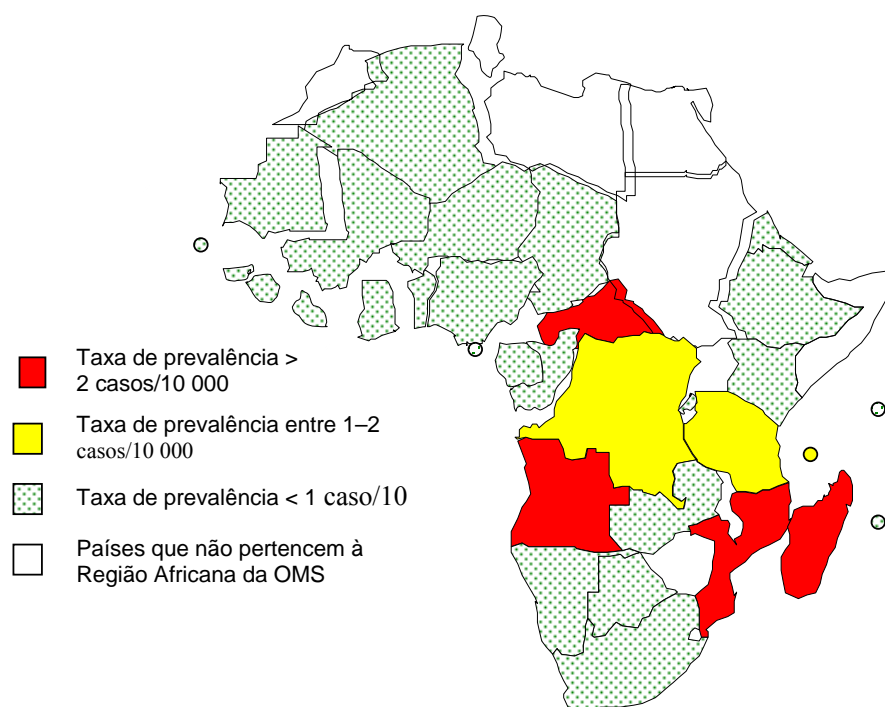 Taxa de prevalência >
2 casos/10 000
Taxa de prevalência entre 1–2
casos/10 000
Taxa de prevalência < 1 caso/10
Países que não pertencem à
Região Africana da OMS